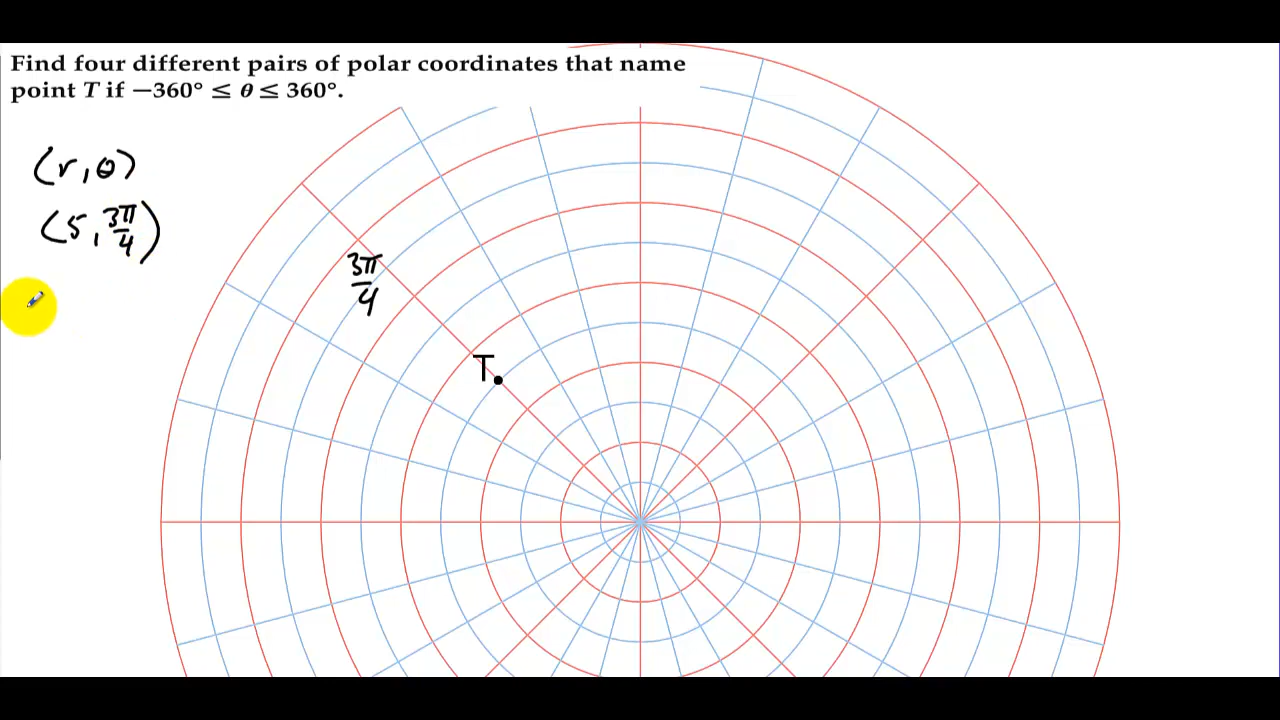 Find four different pairs of polar coordinates that name
point T if −360° ≤ θ ≤ 360°.
(r, θ)
(5, 3π/4)
3π/4
T